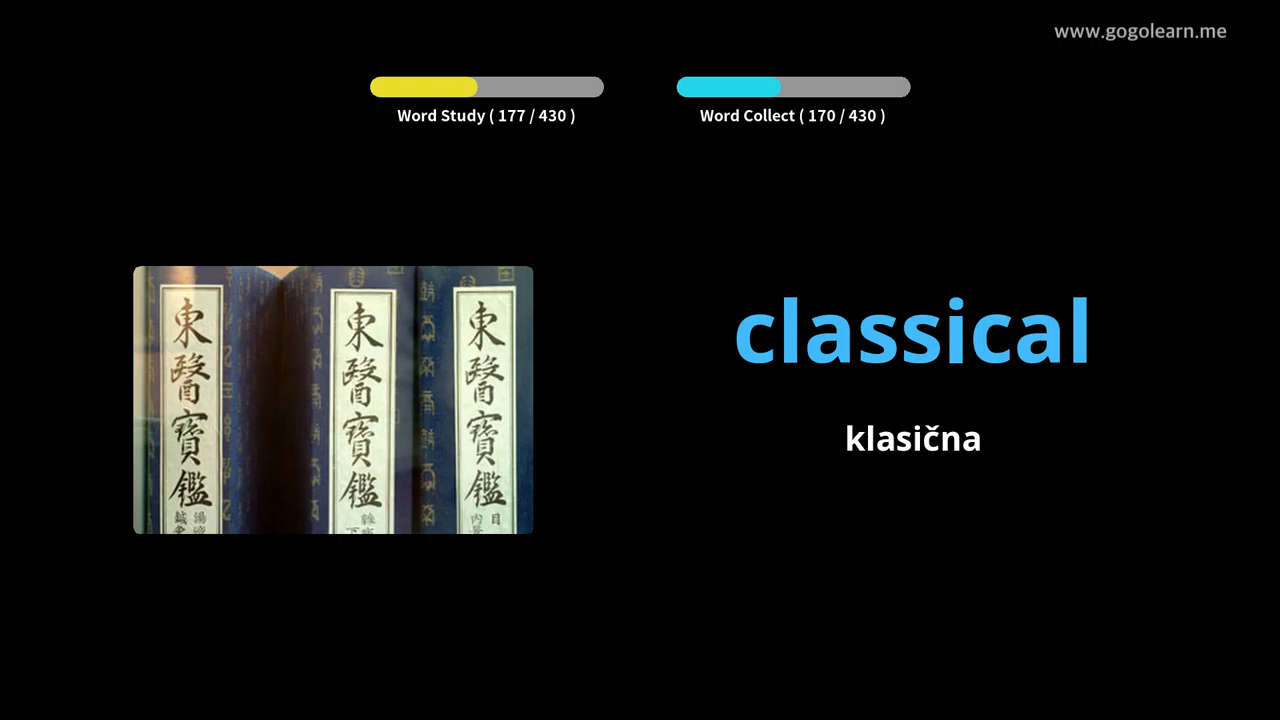 www.gogolearn.me
Word Study ( 177 / 430 )
Word Collect ( 170 / 430 )
東醫寶鑑
東醫寶鑑
東醫寶鑑
classical
klasična